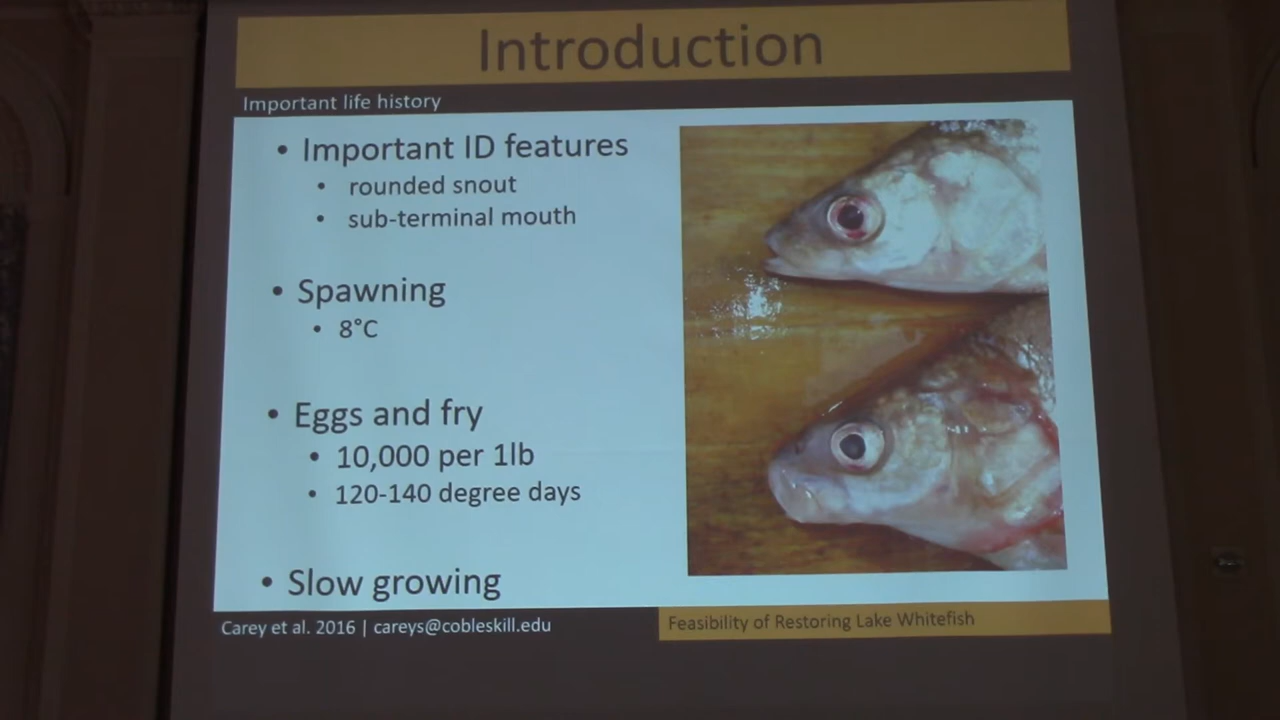 Introduction
Important life history
• Important ID features
• rounded snout
• sub-terminal mouth
• Spawning
• 8°C
• Eggs and fry
• 10,000 per 1lb
• 120-140 degree days
• Slow growing
Carey et al. 2016 | careys@cobleskill.edu
Feasibility of Restoring Lake Whitefish